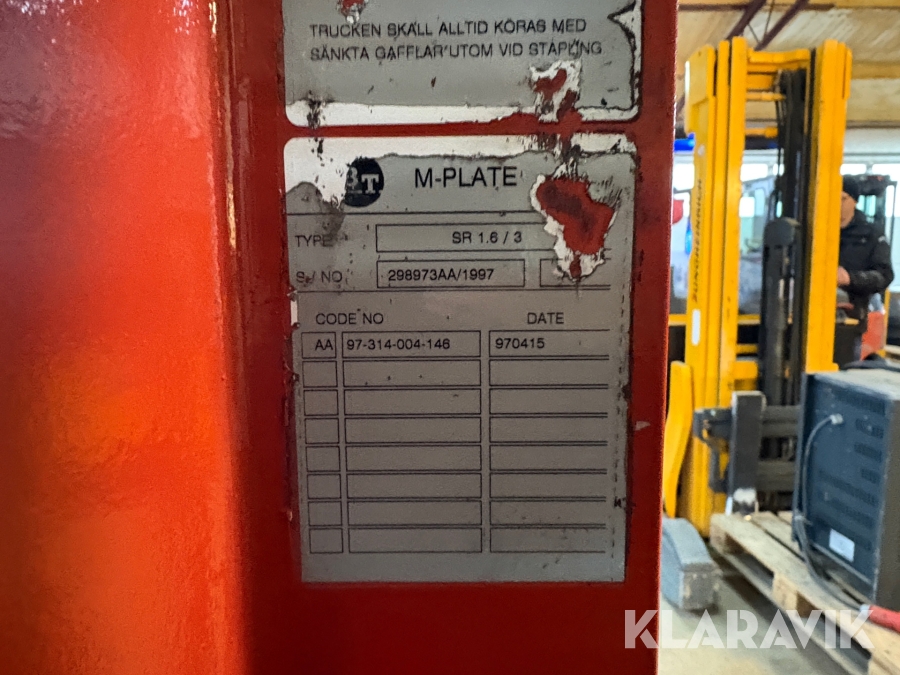 TRUCKEN SKALL ALLTID KÖRAS MED
SÄNKTA GAFFLAR UTOM VID STAPLING
BT
M-PLATE
TYPE SR 1.6 / 3
S / NO 298973AA/1997
CODE NO DATE
AA 97-314-004-146 970415
JUNGHEINRICH
KLARAVIK